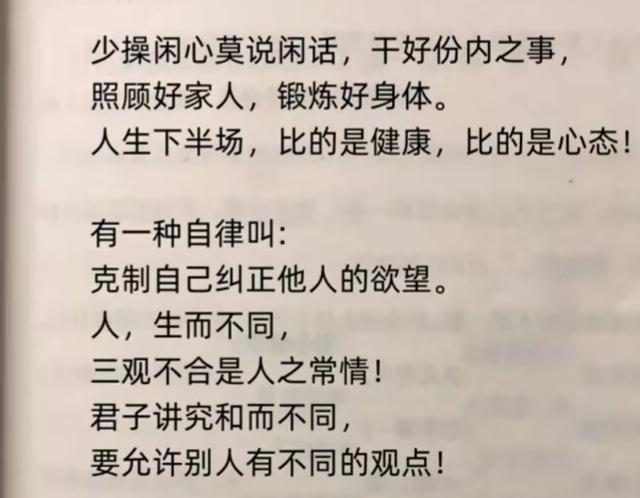 少操闲心莫说闲话，干好份内之事，
照顾好家人，锻炼好身体。
人生下半场，比的是健康，比的是心态！
有一种自律叫：
克制自己纠正他人的欲望。
人，生而不同，
三观不合是人之常情！
君子讲究和而不同，
要允许别人有不同的观点！